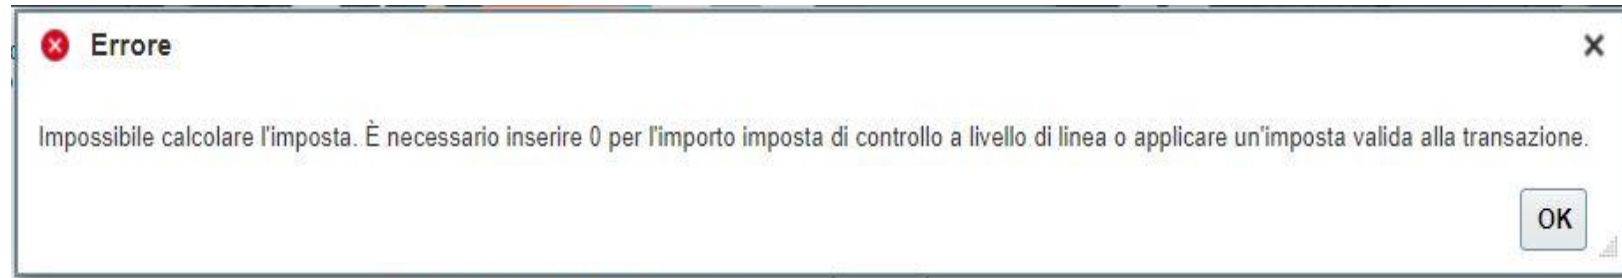 Errore
Impossibile calcolare l'imposta. È necessario inserire 0 per l'importo imposta di controllo a livello di linea o applicare un'imposta valida alla transazione.
OK